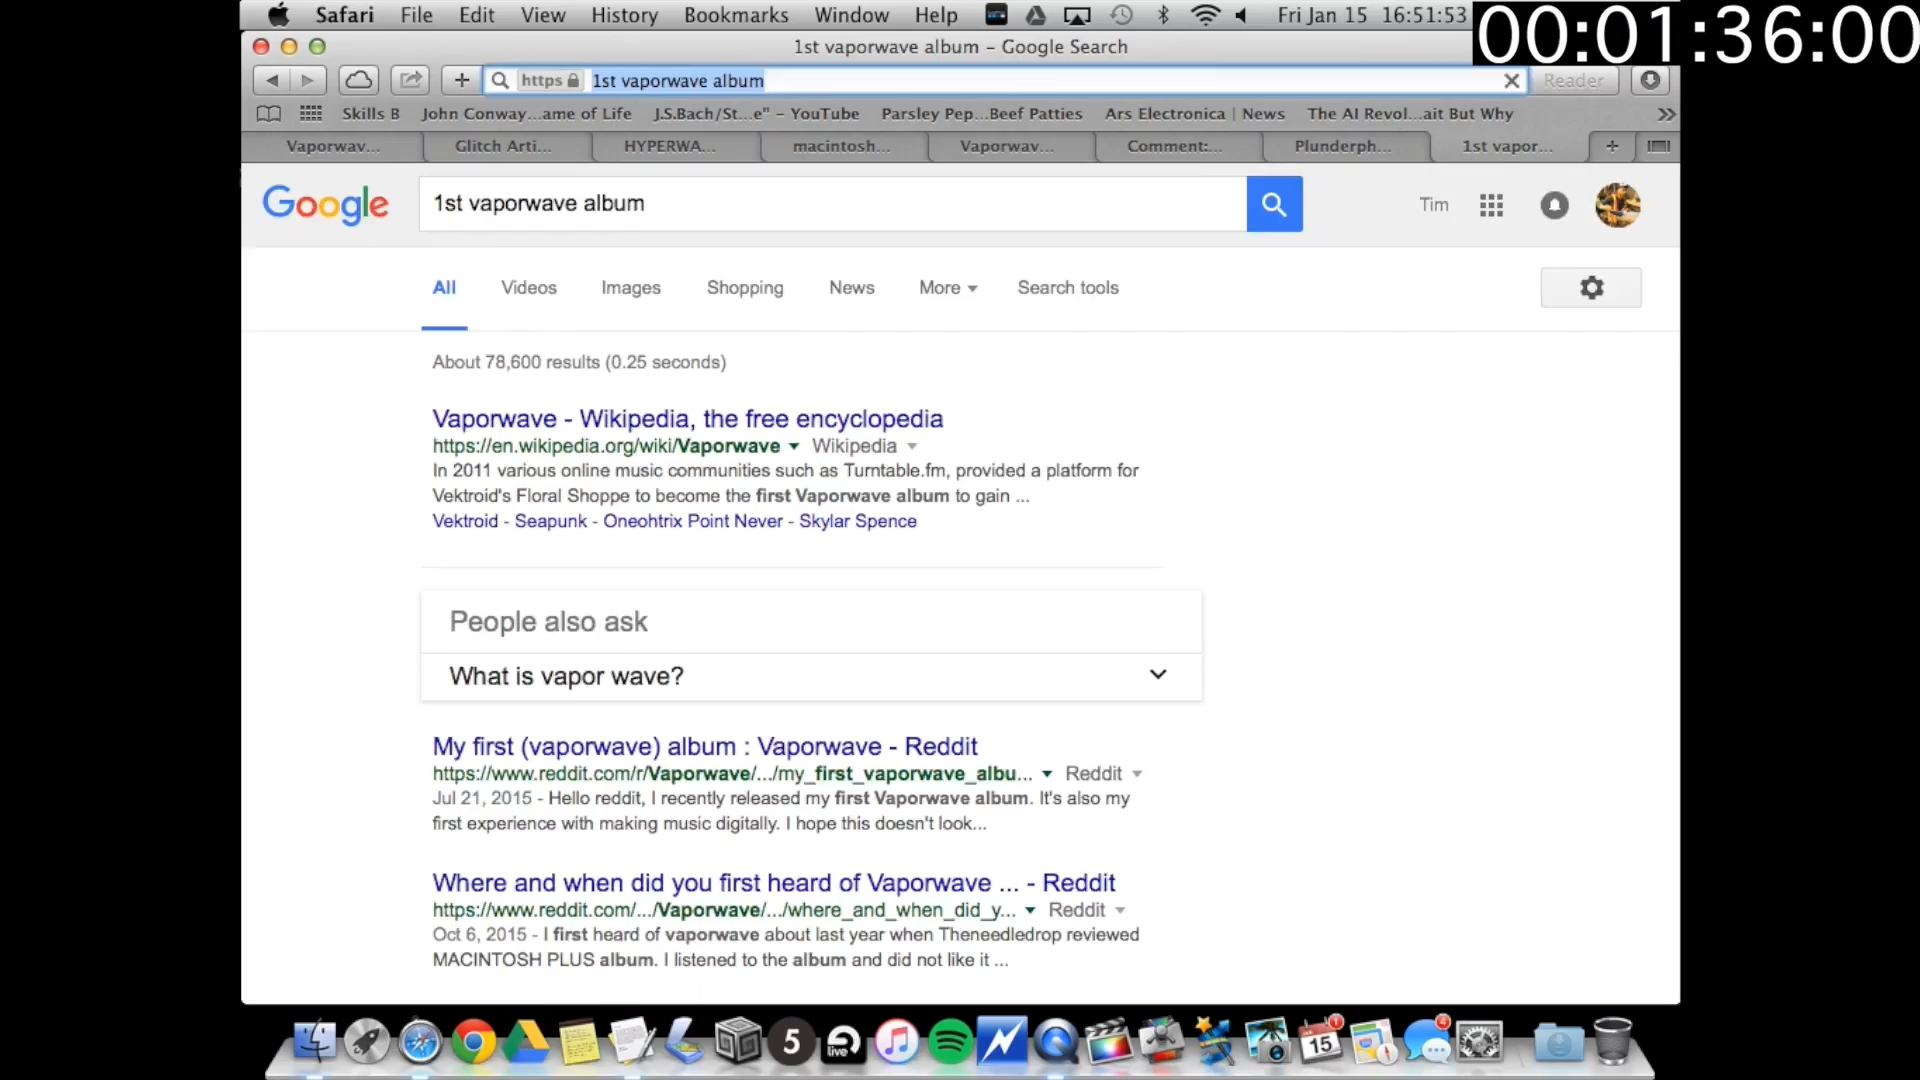 Safari File Edit View History Bookmarks Window Help Fri Jan 15 16:51:53
00:01:36:00
1st vaporwave album – Google Search
https 1st vaporwave album Reader
Skills B John Conway...ame of Life J.S.Bach/St...e" – YouTube Parsley Pep...Beef Patties Ars Electronica | News The AI Revol...ait But Why
Vaporwav... Glitch Arti... HYPERWA... macintosh... Vaporwav... Comment:... Plunderph... 1st vapor...
Google 1st vaporwave album Tim
All Videos Images Shopping News More Search tools
About 78,600 results (0.25 seconds)
Vaporwave - Wikipedia, the free encyclopedia
https://en.wikipedia.org/wiki/Vaporwave Wikipedia
In 2011 various online music communities such as Turntable.fm, provided a platform for
Vektroid's Floral Shoppe to become the first Vaporwave album to gain ...
Vektroid - Seapunk - Oneohtrix Point Never - Skylar Spence
People also ask
What is vapor wave?
My first (vaporwave) album : Vaporwave - Reddit
https://www.reddit.com/r/Vaporwave/.../my_first_vaporwave_albu... Reddit
Jul 21, 2015 - Hello reddit, I recently released my first Vaporwave album. It's also my
first experience with making music digitally. I hope this doesn't look...
Where and when did you first heard of Vaporwave ... - Reddit
https://www.reddit.com/.../Vaporwave/.../where_and_when_did_y... Reddit
Oct 6, 2015 - I first heard of vaporwave about last year when Theneedledrop reviewed
MACINTOSH PLUS album. I listened to the album and did not like it ...
5 live 15 1 4